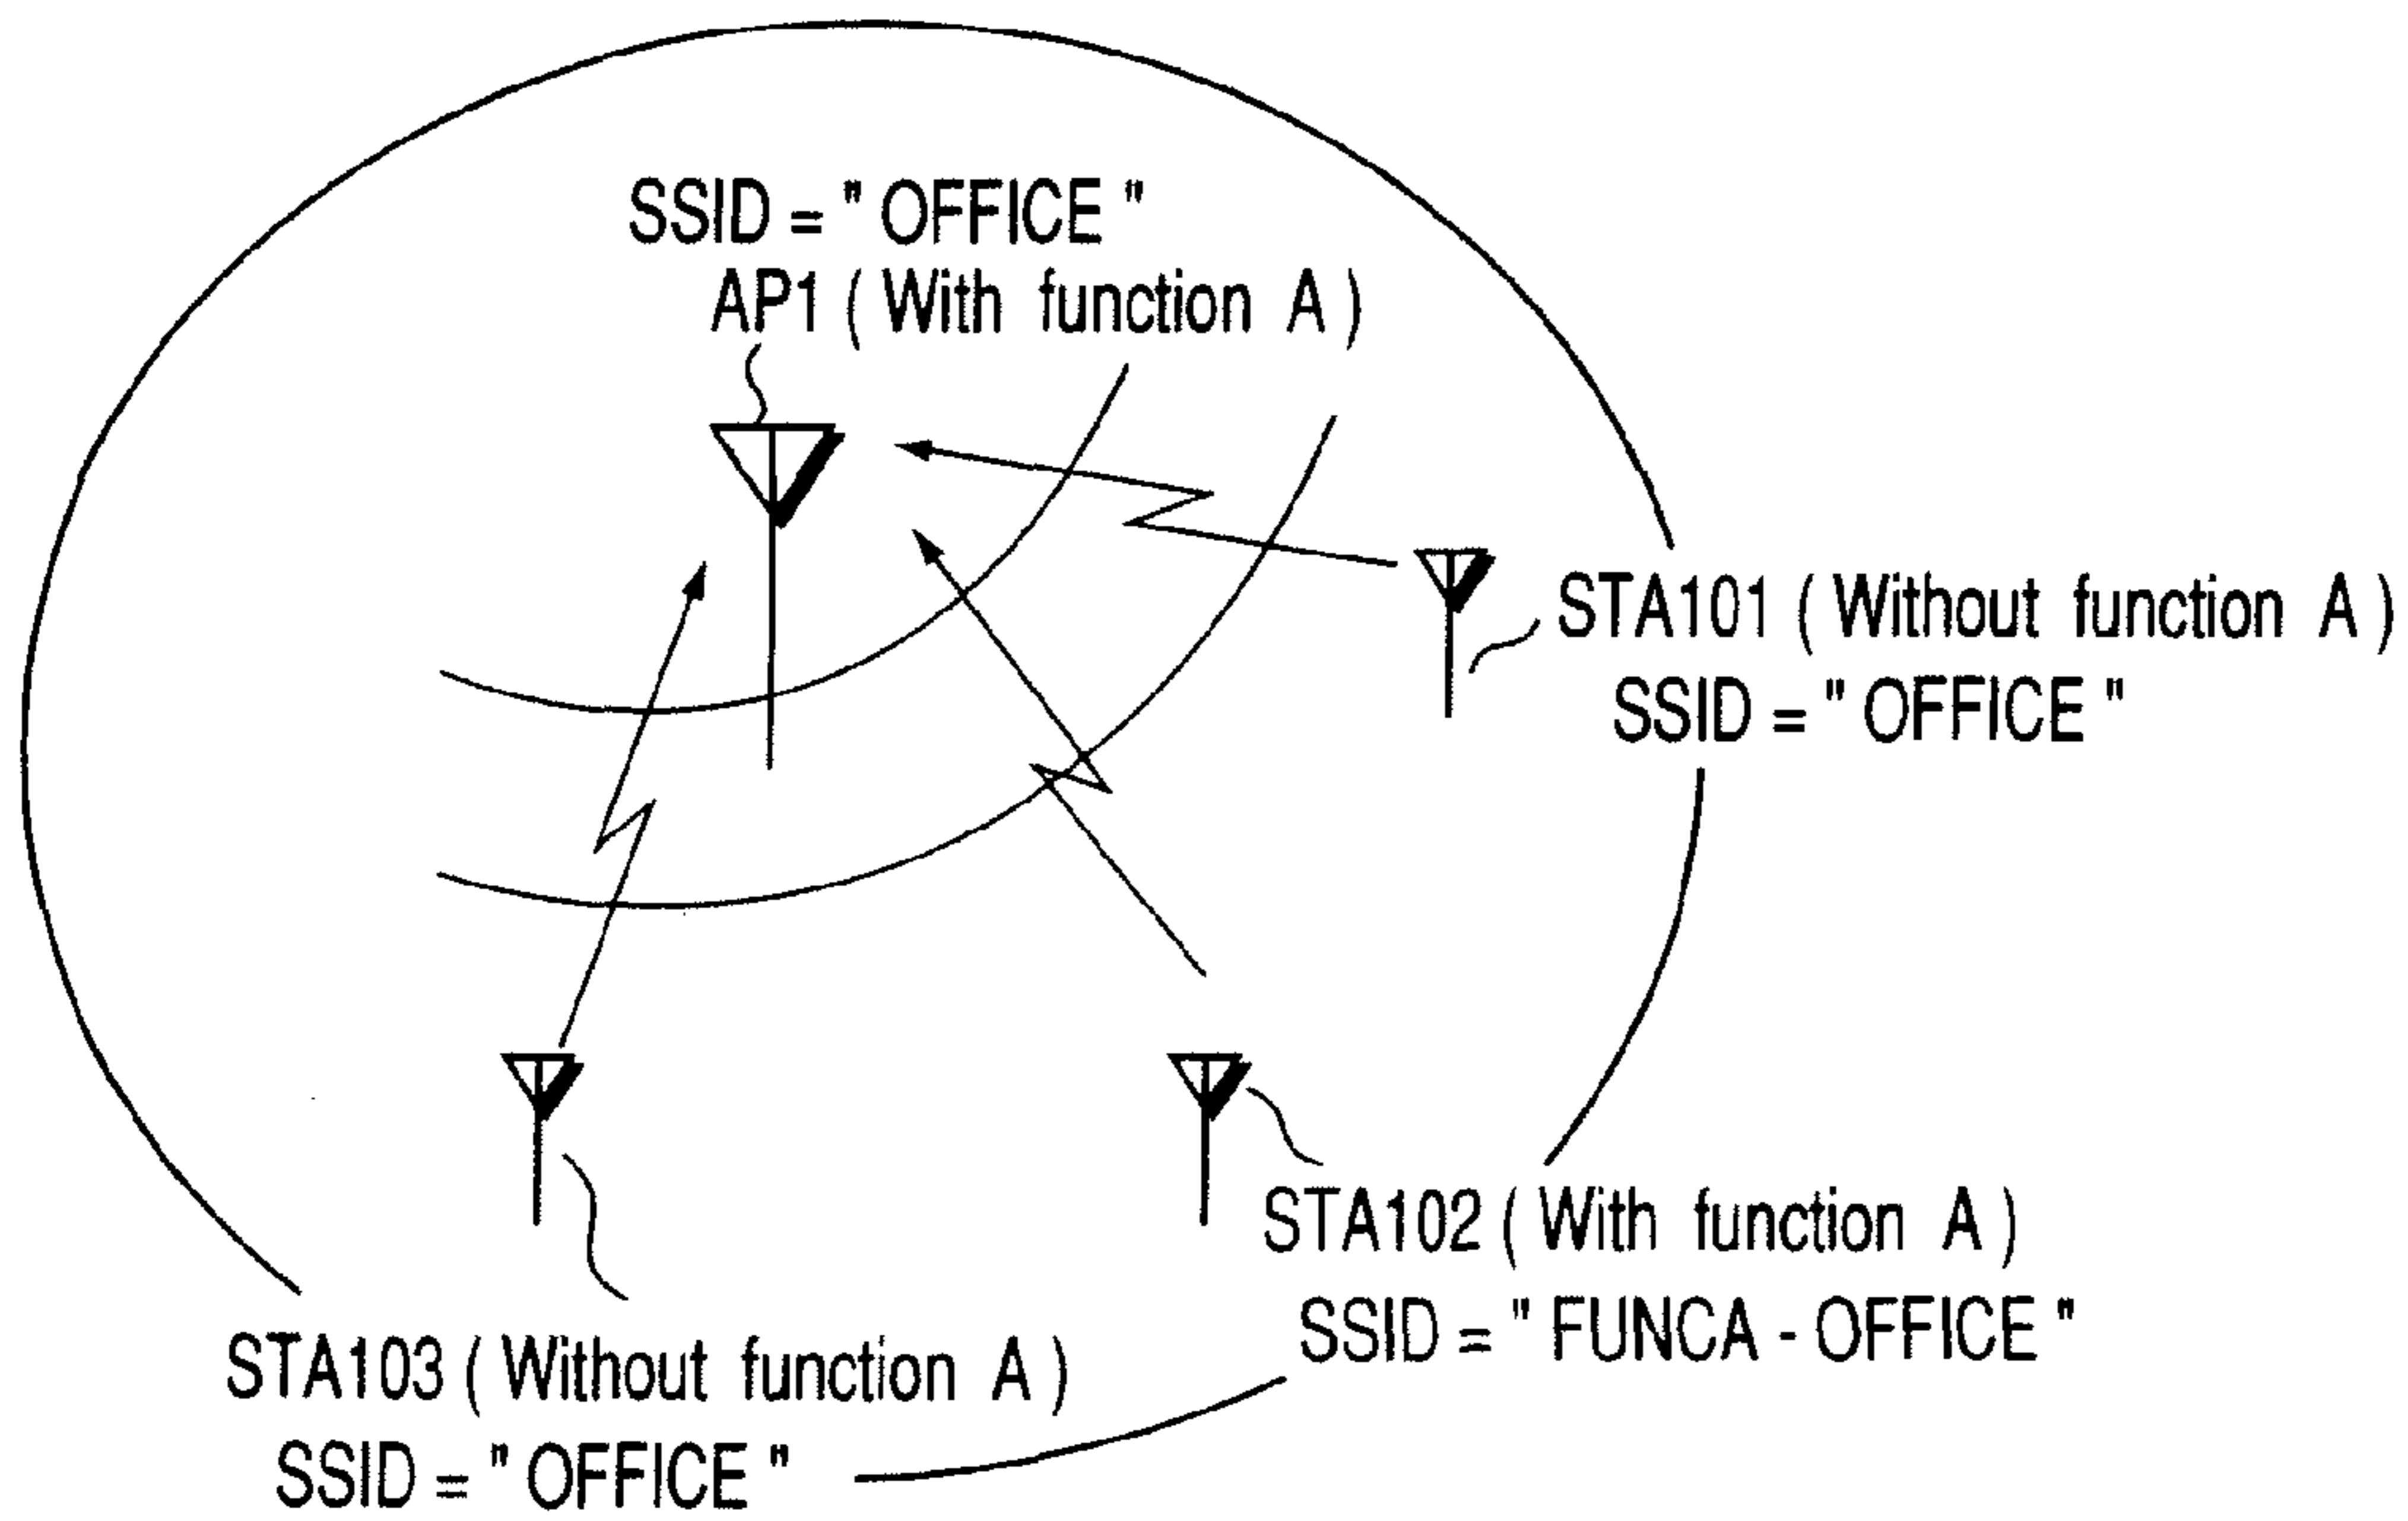 SSID = " OFFICE "
AP1 ( With function A )
STA101 ( Without function A )
SSID = " OFFICE "
STA102 ( With function A )
SSID = " FUNCA - OFFICE "
STA103 ( Without function A )
SSID = " OFFICE "